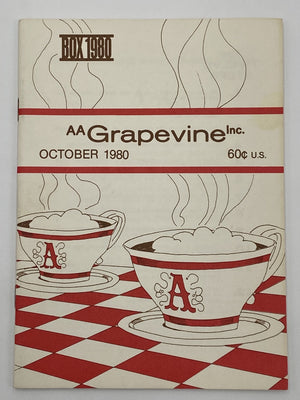 BOX 1980
AA Grapevine Inc.
OCTOBER 1980 60¢ U.S.
A A